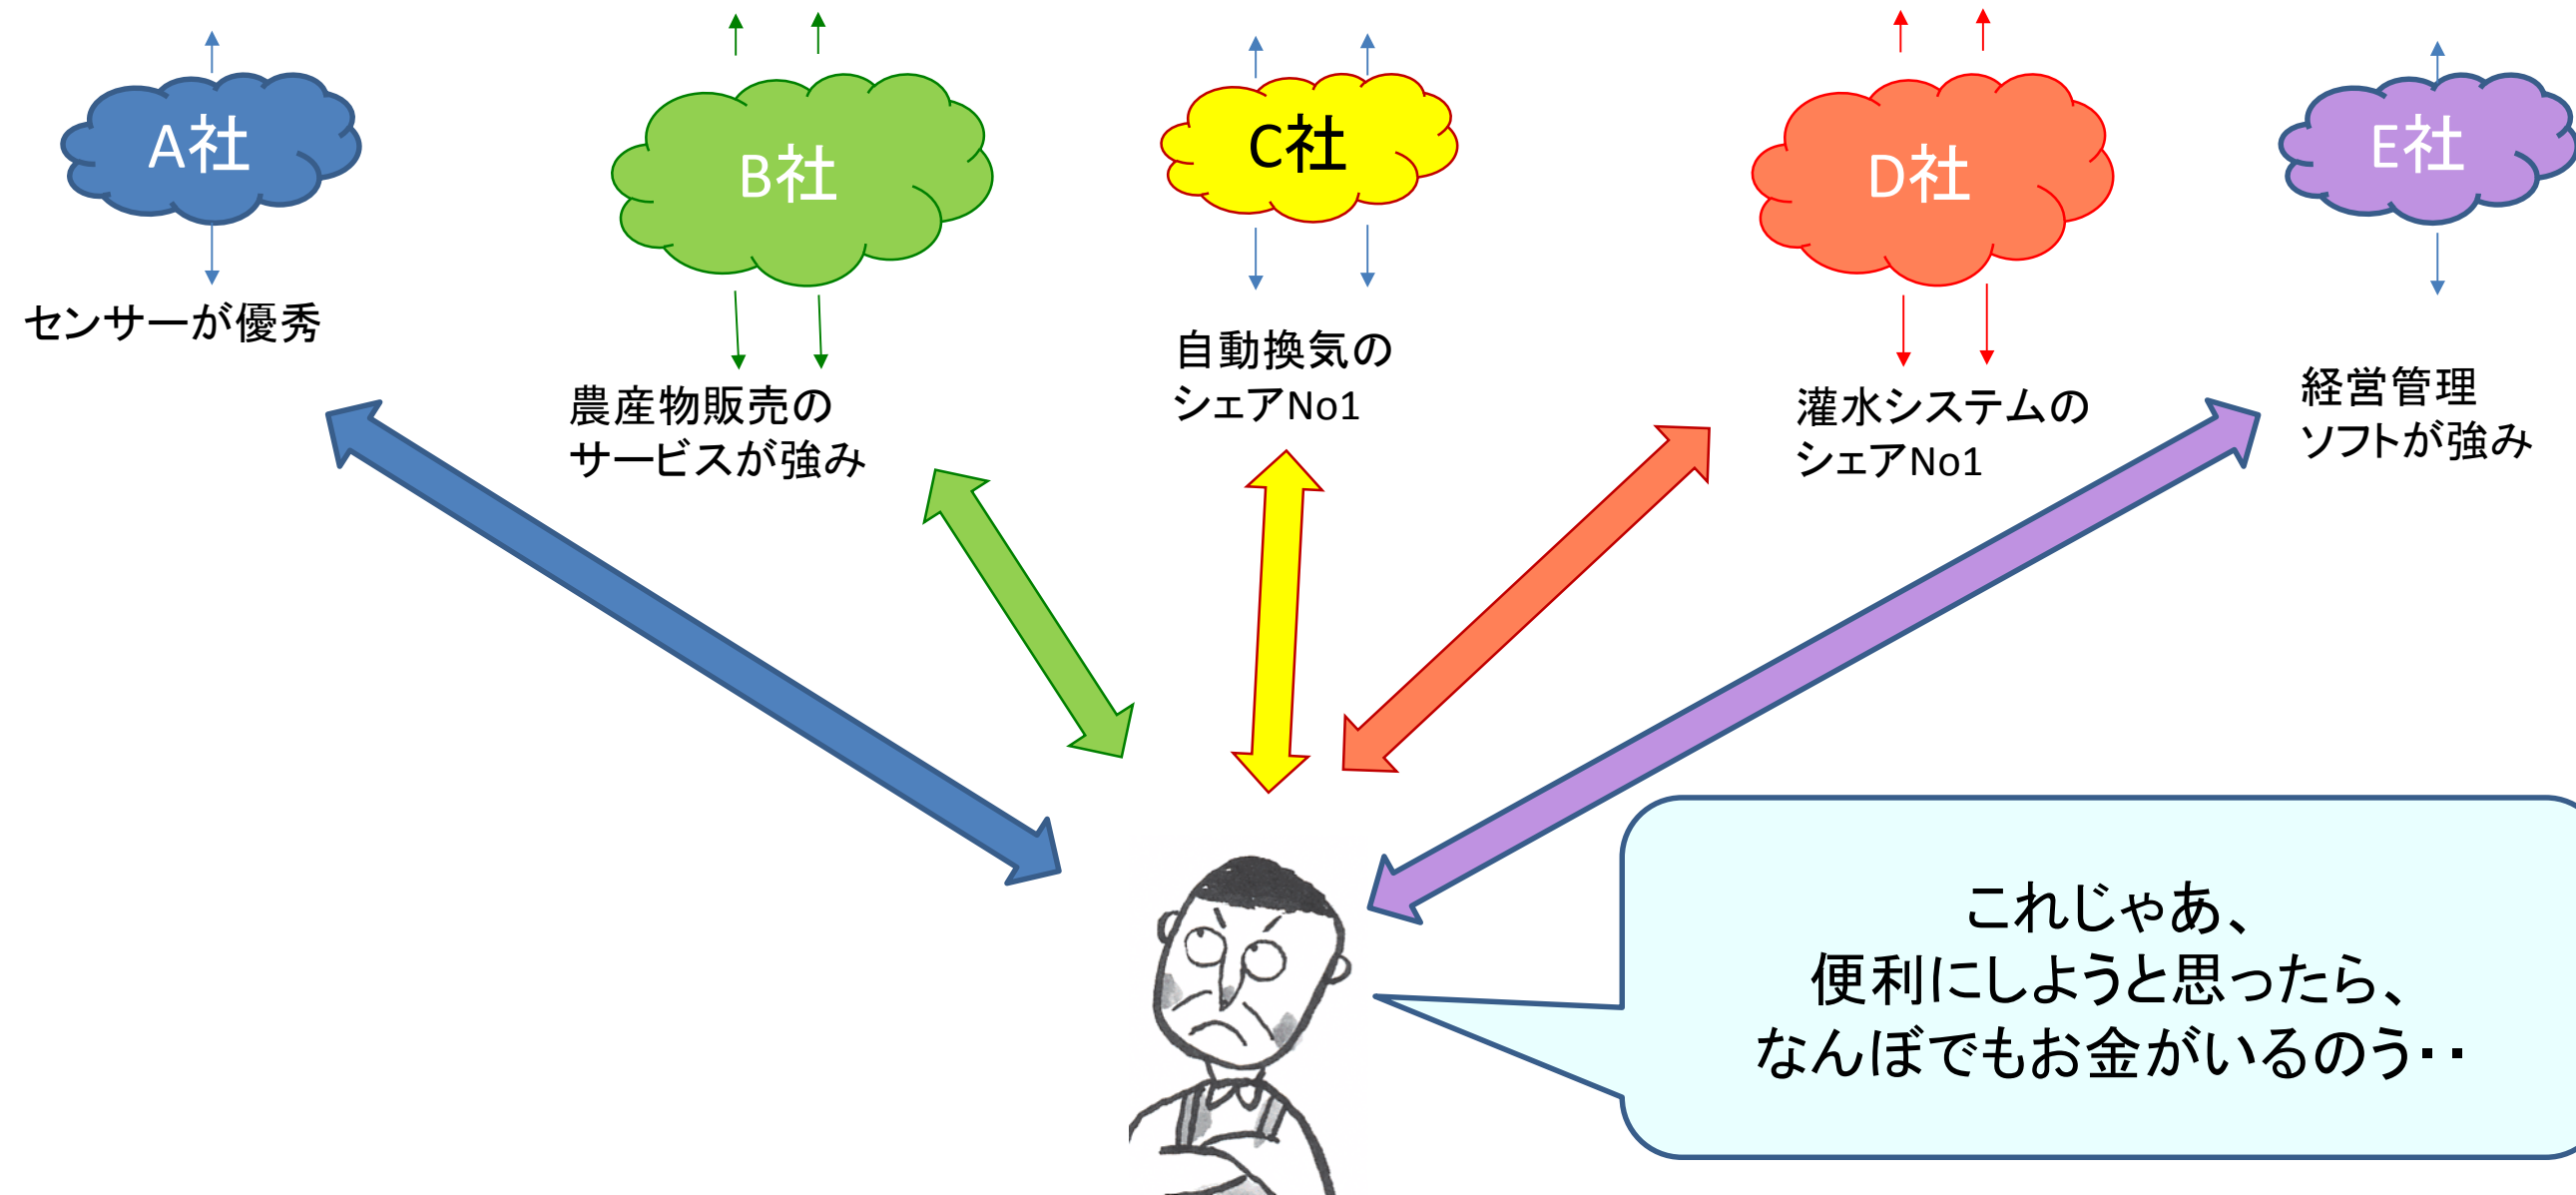 A社
B社
C社
D社
E社
センサーが優秀
農産物販売の
サービスが強み
自動換気の
シェアNo1
灌水システムの
シェアNo1
経営管理
ソフトが強み
これじゃあ、
便利にしようと思ったら、
なんぼでもお金がいるのう・・